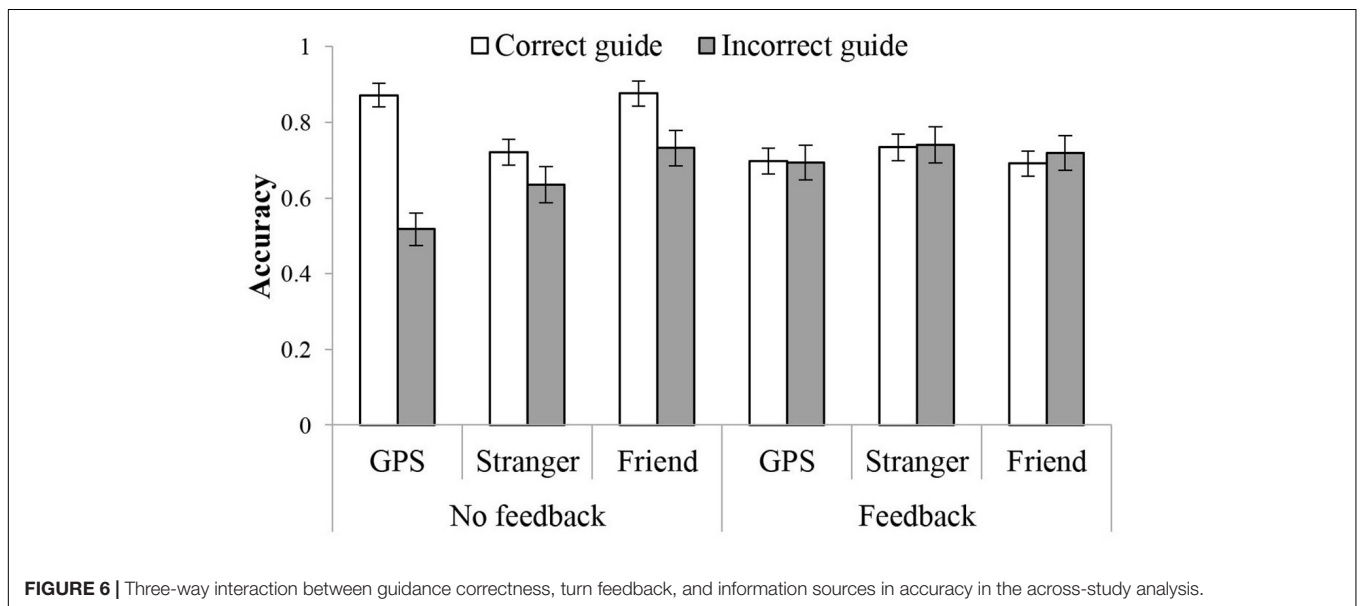 Correct guide Incorrect guide
1
0.8
0.6
0.4
0.2
0
Accuracy
GPS Stranger Friend GPS Stranger Friend
No feedback Feedback
FIGURE 6 | Three-way interaction between guidance correctness, turn feedback, and information sources in accuracy in the across-study analysis.